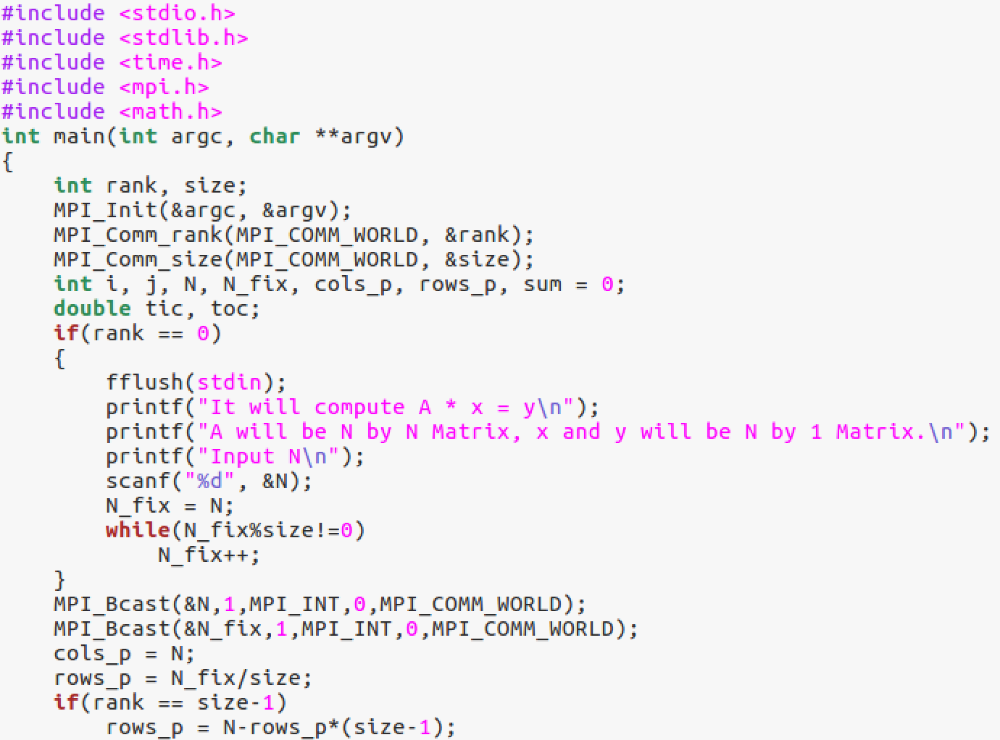 #include <stdio.h>
#include <stdlib.h>
#include <time.h>
#include <mpi.h>
#include <math.h>
int main(int argc, char **argv)
{
    int rank, size;
    MPI_Init(&argc, &argv);
    MPI_Comm_rank(MPI_COMM_WORLD, &rank);
    MPI_Comm_size(MPI_COMM_WORLD, &size);
    int i, j, N, N_fix, cols_p, rows_p, sum = 0;
    double tic, toc;
    if(rank == 0)
    {
        fflush(stdin);
        printf("It will compute A * x = y\n");
        printf("A will be N by N Matrix, x and y will be N by 1 Matrix.\n");
        printf("Input N\n");
        scanf("%d", &N);
        N_fix = N;
        while(N_fix%size!=0)
            N_fix++;
    }
    MPI_Bcast(&N,1,MPI_INT,0,MPI_COMM_WORLD);
    MPI_Bcast(&N_fix,1,MPI_INT,0,MPI_COMM_WORLD);
    cols_p = N;
    rows_p = N_fix/size;
    if(rank == size-1)
        rows_p = N-rows_p*(size-1);